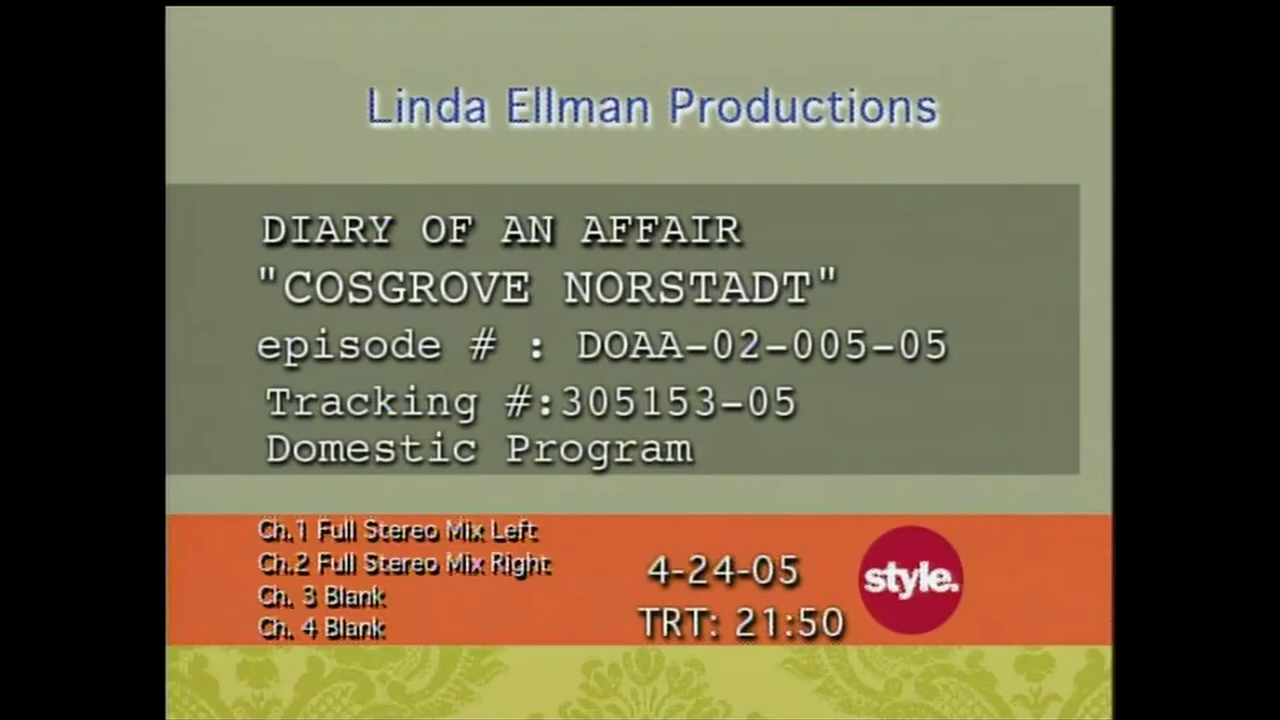 Linda Ellman Productions
DIARY OF AN AFFAIR
"COSGROVE NORSTADT"
episode # : DOAA-02-005-05
Tracking #:305153-05
Domestic Program
Ch.1 Full Stereo Mix Left
Ch.2 Full Stereo Mix Right
Ch. 3 Blank
Ch. 4 Blank
4-24-05
TRT: 21:50
style.